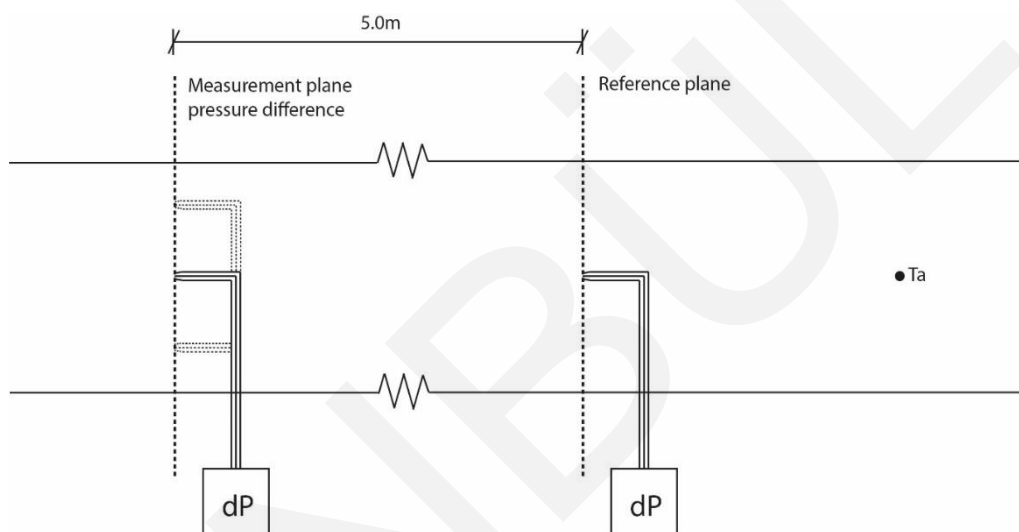 5.0m
Measurement plane
pressure difference
Reference plane
Ta
dP
dP